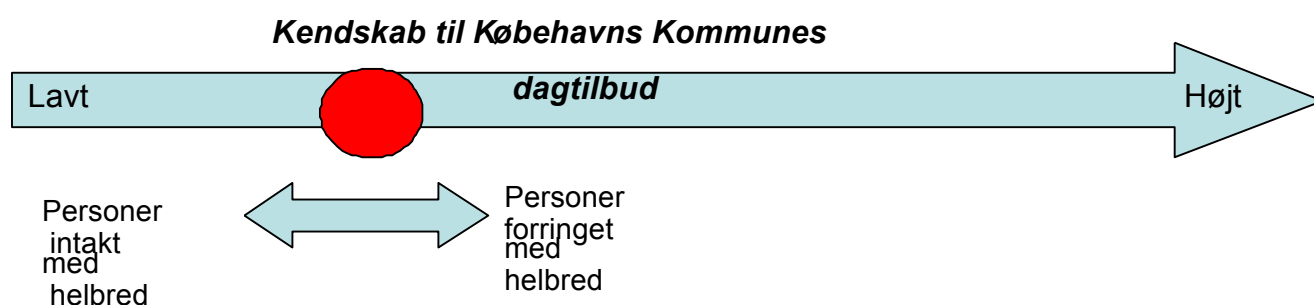 Kendskab til Købehavns Kommunes
dagtilbud
Lavt
Højt
Personer
intakt
med
helbred
Personer
forringet
med
helbred